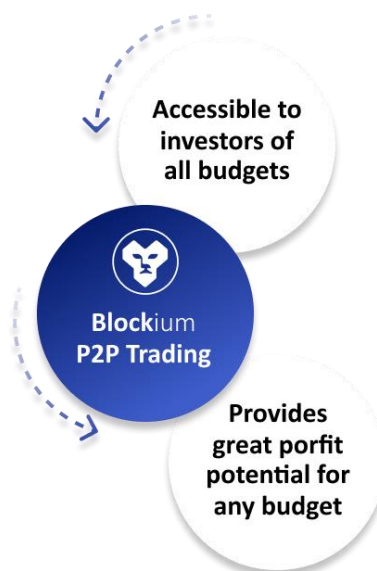 Accessible to
investors of
all budgets
Blockium
P2P Trading
Provides
great porfit
potential for
any budget